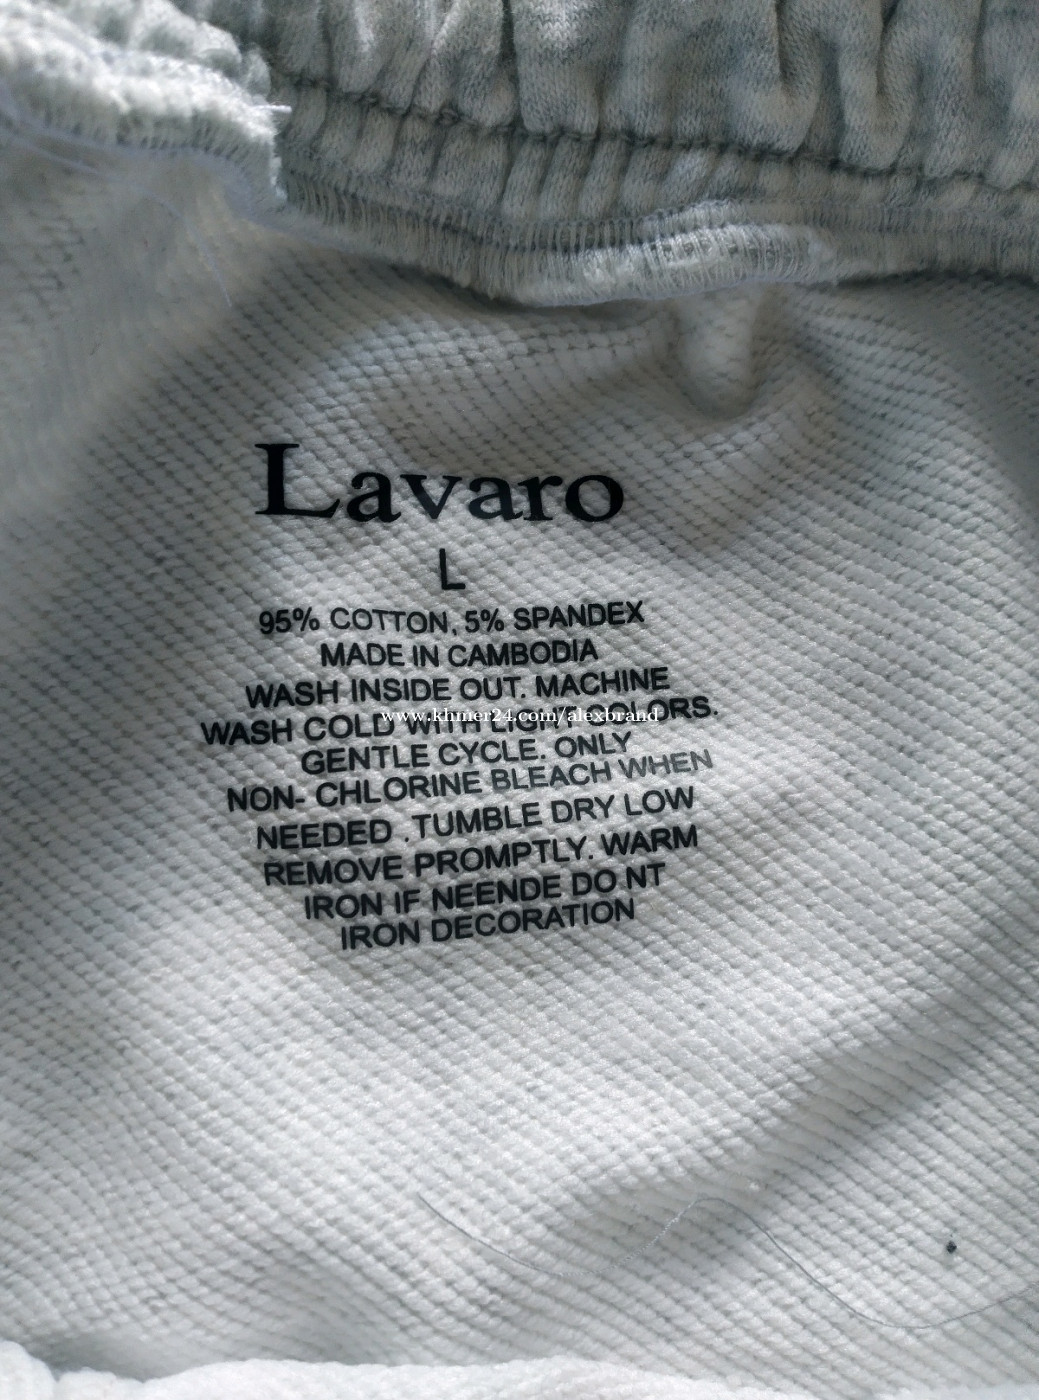 Lavaro
L
95% COTTON, 5% SPANDEX
MADE IN CAMBODIA
WASH INSIDE OUT. MACHINE
WASH COLD WITH LIGHT COLORS.
www.khmer24.com/alexbrand
GENTLE CYCLE. ONLY
NON- CHLORINE BLEACH WHEN
NEEDED .TUMBLE DRY LOW
REMOVE PROMPTLY. WARM
IRON IF NEENDE DO NT
IRON DECORATION